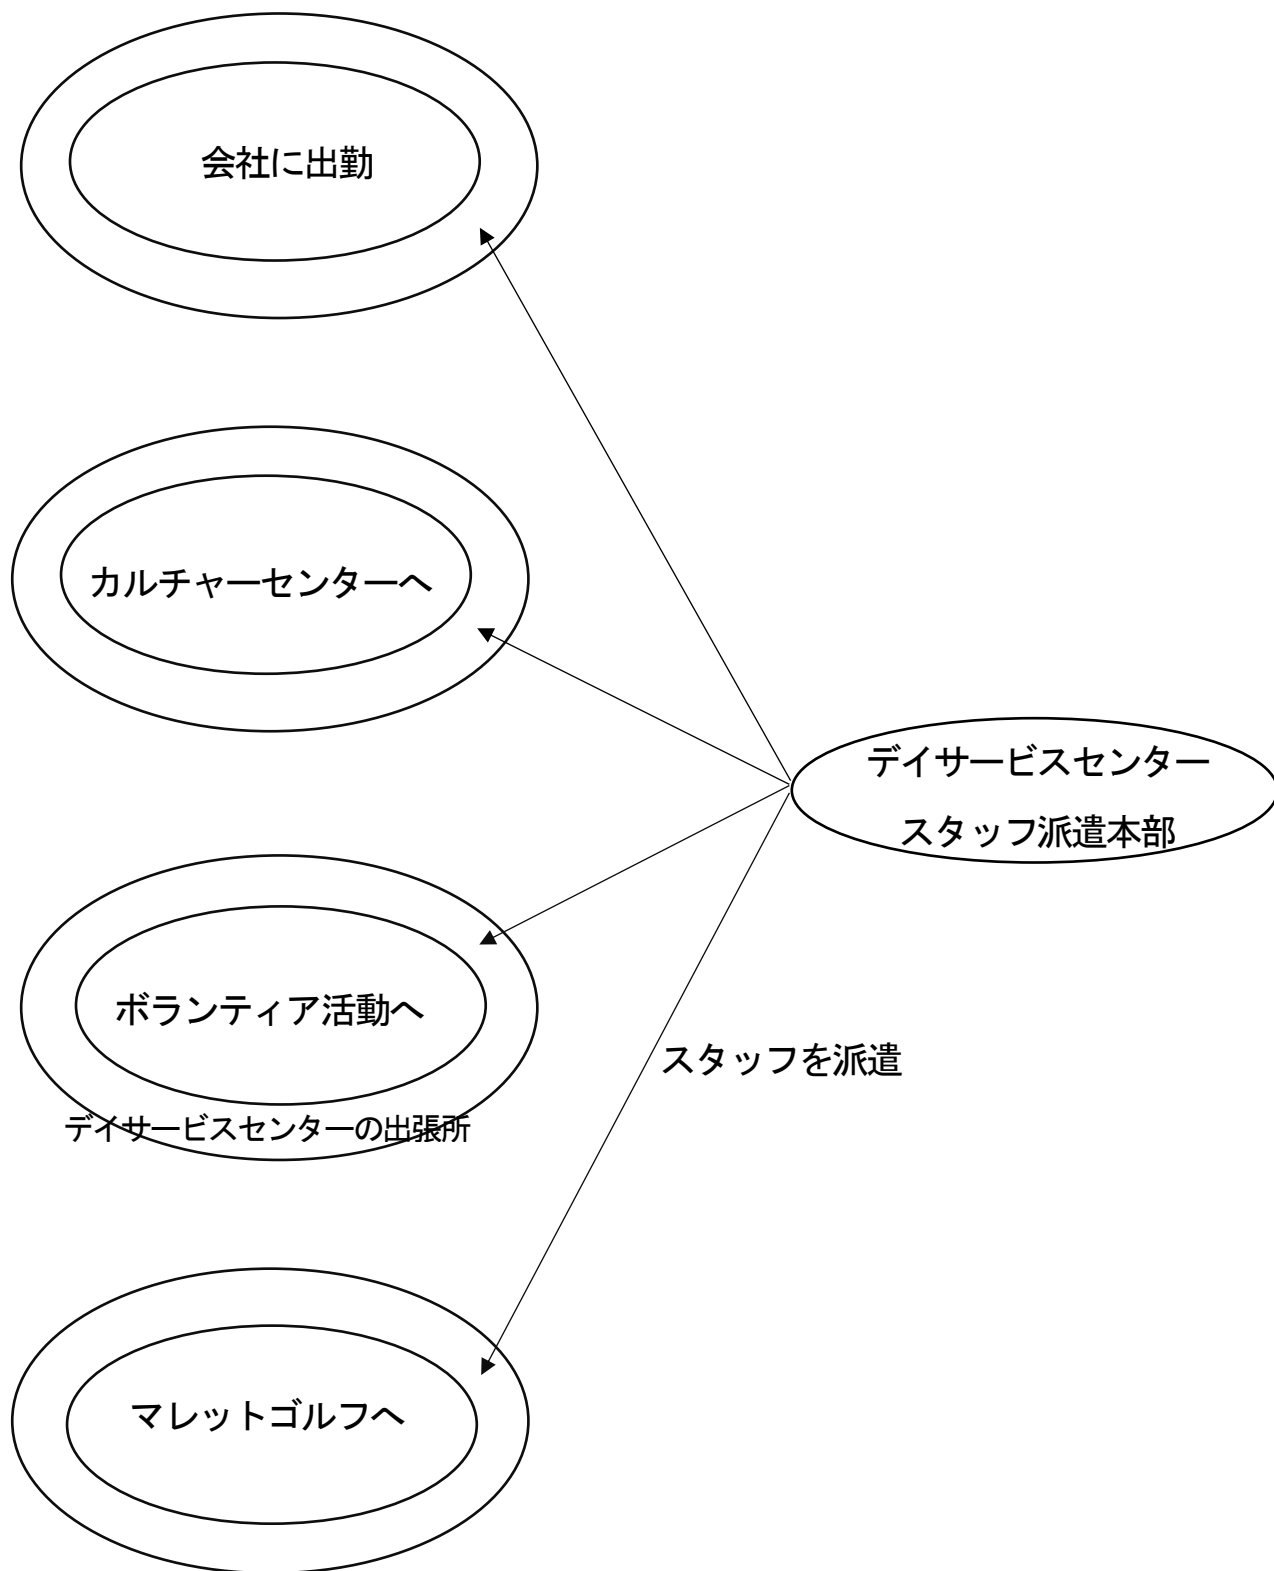 会社に出勤
カルチャーセンターへ
デイサービスセンター
スタッフ派遣本部
ボランティア活動へ
スタッフを派遣
デイサービスセンターの出張所
マレットゴルフへ